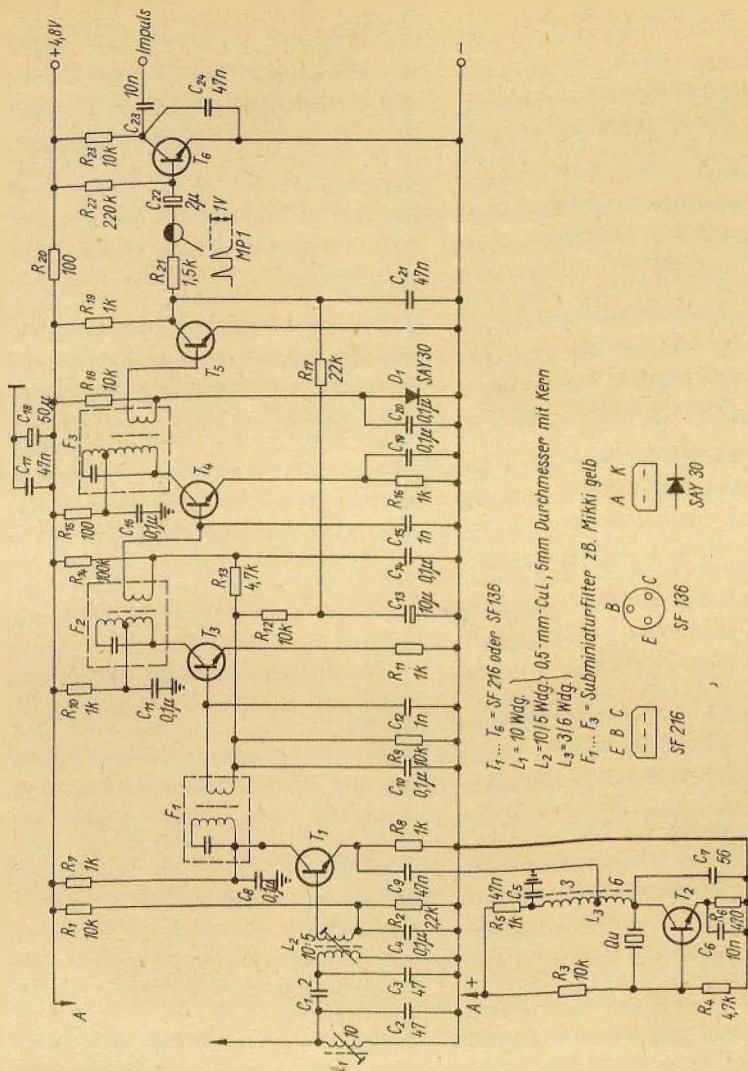 A
R1
10k
R7
1k
C8
0,1µ
F1
R10
1k
C11
0,1µ
F2
R14
100k
R15
100
C16
0,1µ
C17
47n
C18
50µ
F3
R18
10k
R19
1k
R20
100
R22
220k
R23
10k
+4,8V
C23
10n
Impuls
C24
47n
T6
C22
2µ
R21
1,5k
1V
MP1
T5
T4
T3
T1
R13
4,7k
R12
10k
R17
22k
L1
10
C1
2
L2
10:5
C2
47
C3
47
C4
0,1µ
R2
2,2k
C9
47n
R8
1k
C10
0,1µ
R9
10k
C12
1n
R11
1k
C13
10µ
C14
0,1µ
C15
1n
R16
1k
C19
0,1µ
C20
0,1µ
D1
SAY30
C21
47n
–
A +
R3
10k
R4
4,7k
Qu
R5
1k
47n
C5
3
L3
6
T2
C6
10n
R6
470
C7
56
T1 ... T6 = SF 216 oder SF136
L1 = 10 Wdg.
L2 = 10/5 Wdg.
L3 = 3/6 Wdg.
0,5-mm-CuL, 5mm Durchmesser mit Kern
F1 ... F3 = Subminiaturfilter zB. Mikki gelb
E B C
SF 216
B
E C
SF 136
A K
SAY 30